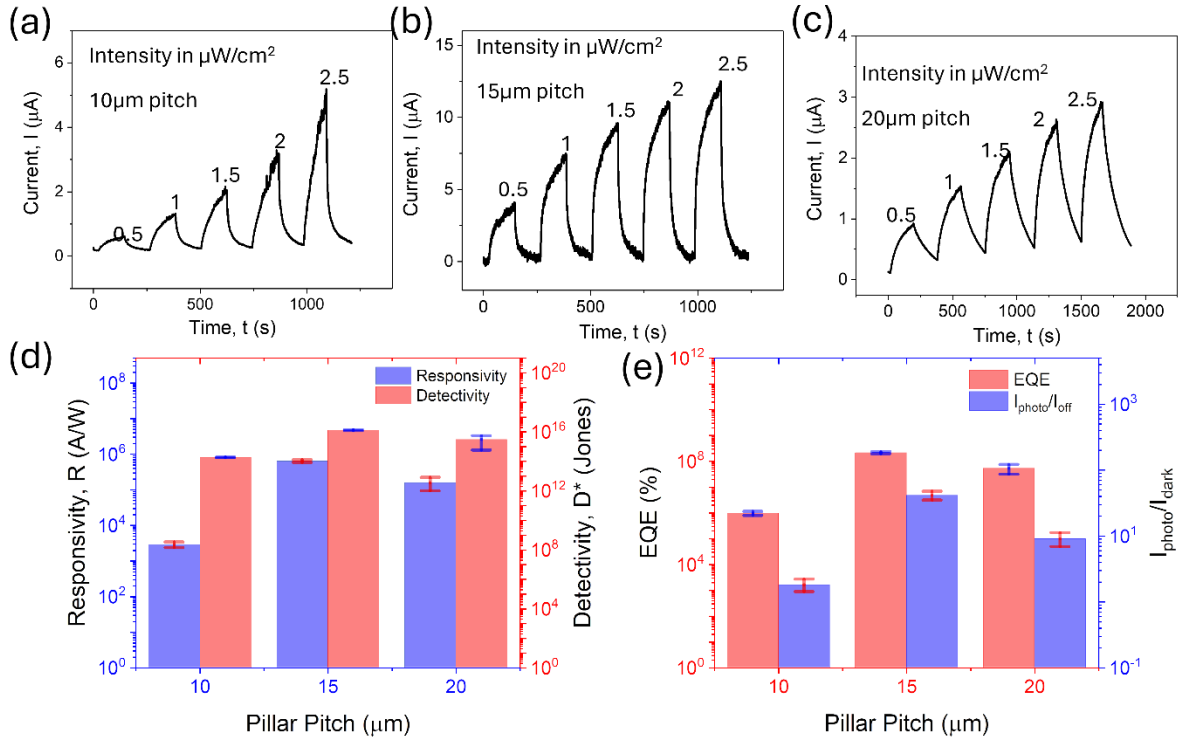 (a)
Intensity in µW/cm²
10µm pitch
0.5
1
1.5
2
2.5
6
4
2
0
Current, I (µA)
0
500
1000
Time, t (s)
(b)
Intensity in µW/cm²
15µm pitch
0.5
1
1.5
2
2.5
15
10
5
0
Current, I (µA)
0
500
1000
Time, t (s)
(c)
Intensity in µW/cm²
20µm pitch
0.5
1
1.5
2
2.5
4
3
2
1
0
Current, I (µA)
0
500
1000
1500
2000
Time, t (s)
(d)
Responsivity
Detectivity
10⁸
10⁶
10⁴
10²
10⁰
Responsivity, R (A/W)
10²⁰
10¹⁶
10¹²
10⁸
10⁴
10⁰
Detectivity, D* (Jones)
10
15
20
Pillar Pitch (µm)
(e)
EQE
I_photo/I_off
10¹²
10⁸
10⁴
10⁰
EQE (%)
10³
10¹
10⁻¹
I_photo/I_dark
10
15
20
Pillar Pitch (µm)